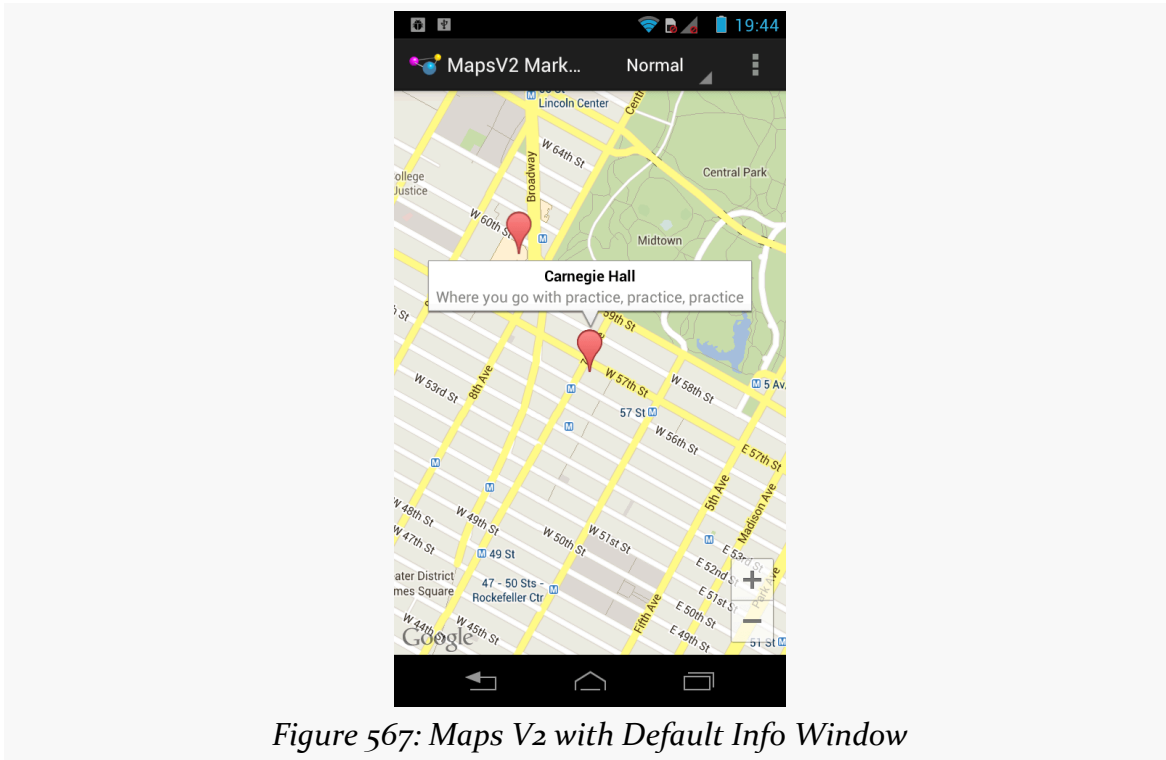 19:44
MapsV2 Mark...
Normal
Lincoln Center
Centr
W 64th St
Broadway
Central Park
ollege
Justice
W 60th St
Midtown
Carnegie Hall
Where you go with practice, practice, practice
h St
59th St
W 53rd St
8th Ave
W 57th St
W 58th St
5 Av
57 St
W 56th St
E 57th St
5th Ave
Madison Ave
W 48th St
W 49th St
W 47th St
W 50th St
W 51st St
49 St
E 53rd St
E 52nd St
ater District
mes Square
47 - 50 Sts -
Rockefeller Ctr
E 51st St
Park Ave
E 50th St
Fifth Ave
W 44th
W 45th St
E 49th St
51 St
Google
Figure 567: Maps V2 with Default Info Window